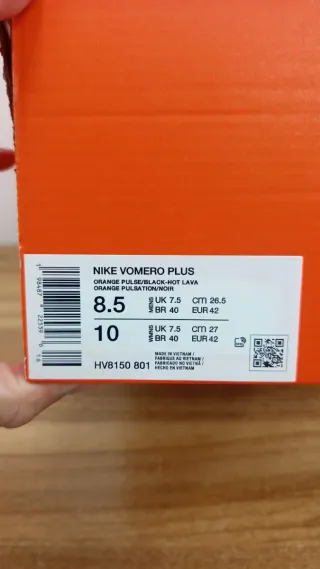 NIKE VOMERO PLUS
ORANGE PULSE/BLACK-HOT LAVA
ORANGE PULSATION/NOIR
8.5 MENS UK 7.5 cm 26.5
BR 40 EUR 42
10 WMNS UK 7.5 cm 27
BR 40 EUR 42
HV8150 801
MADE IN VIETNAM /
FABRIQUÉ AU VIETNAM /
FABRICADO NO VIETNÃ /
HECHO EN VIETNAM